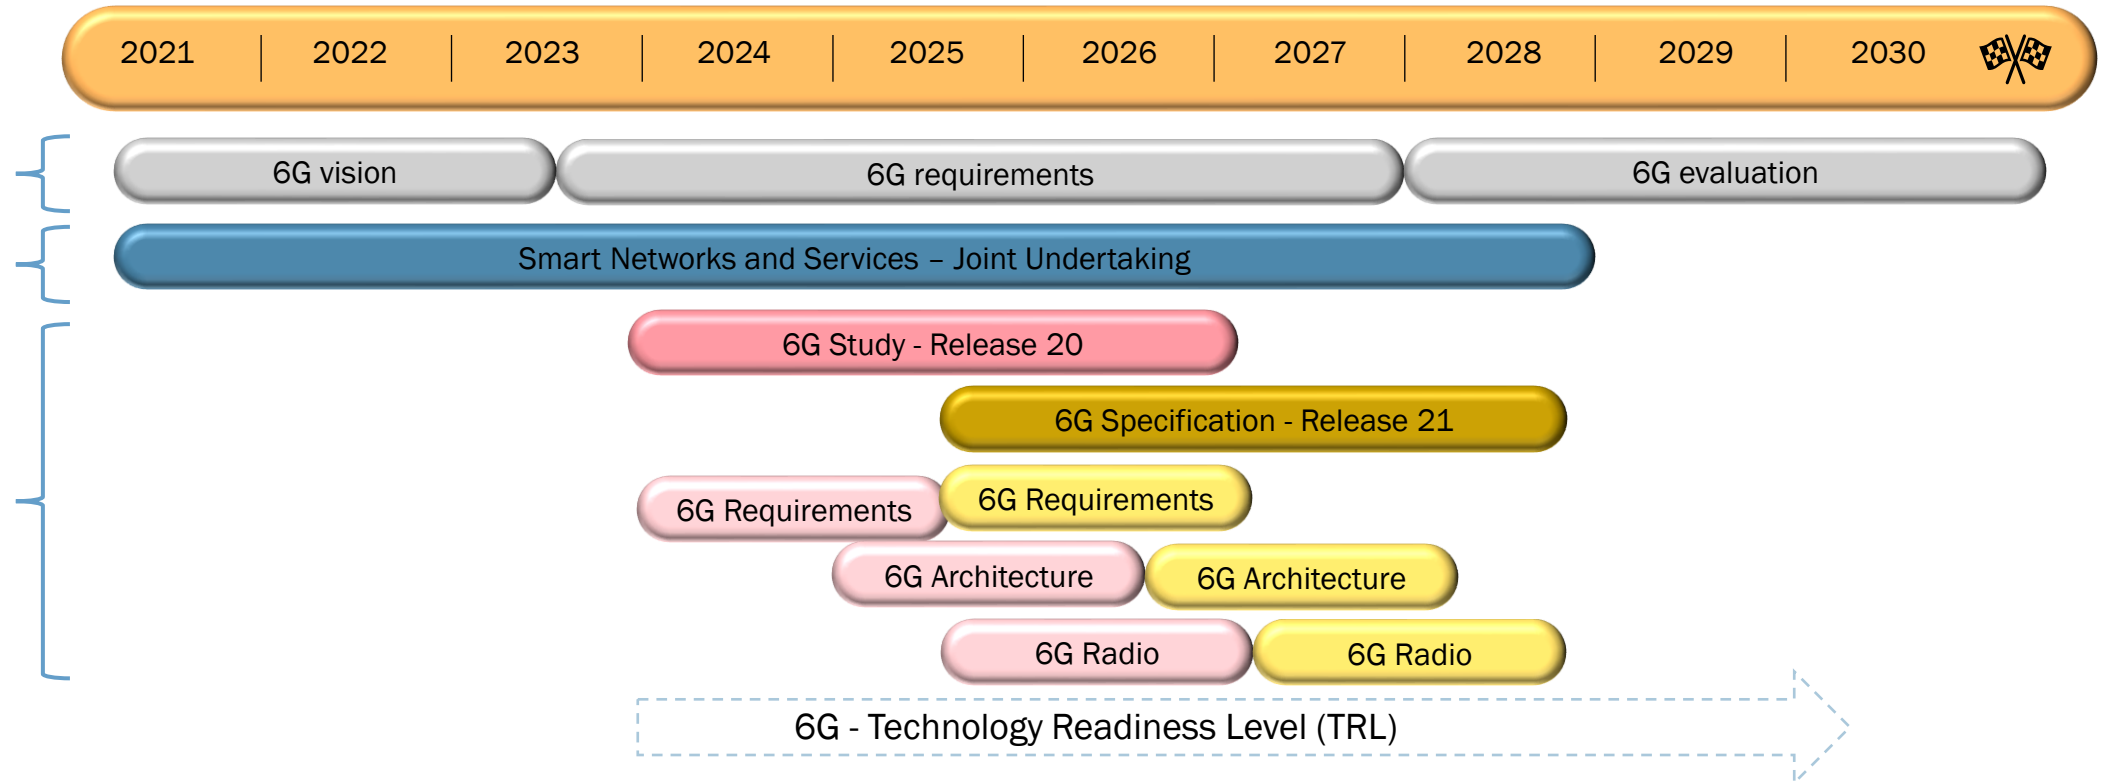 2021 2022 2023 2024 2025 2026 2027 2028 2029 2030
6G vision 6G requirements 6G evaluation
Smart Networks and Services – Joint Undertaking
6G Study - Release 20
6G Specification - Release 21
6G Requirements 6G Requirements
6G Architecture 6G Architecture
6G Radio 6G Radio
6G - Technology Readiness Level (TRL)